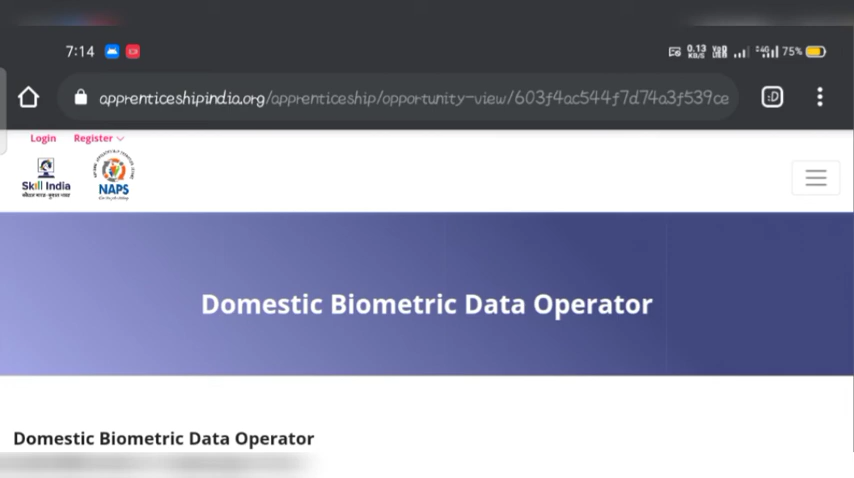 7:14
0.13 KB/S
4G
75%
apprenticeshipindia.org/apprenticeship/opportunity-view/603f4ac544f7d74a3f539ce
:D
Login Register
Skill India
NAPS
Domestic Biometric Data Operator
Domestic Biometric Data Operator